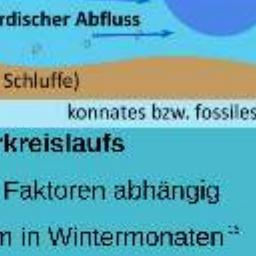 rdischer Abfluss
Schluffe)
konnates bzw. fossiles
rkreislaufs
Faktoren abhängig
m in Wintermonaten